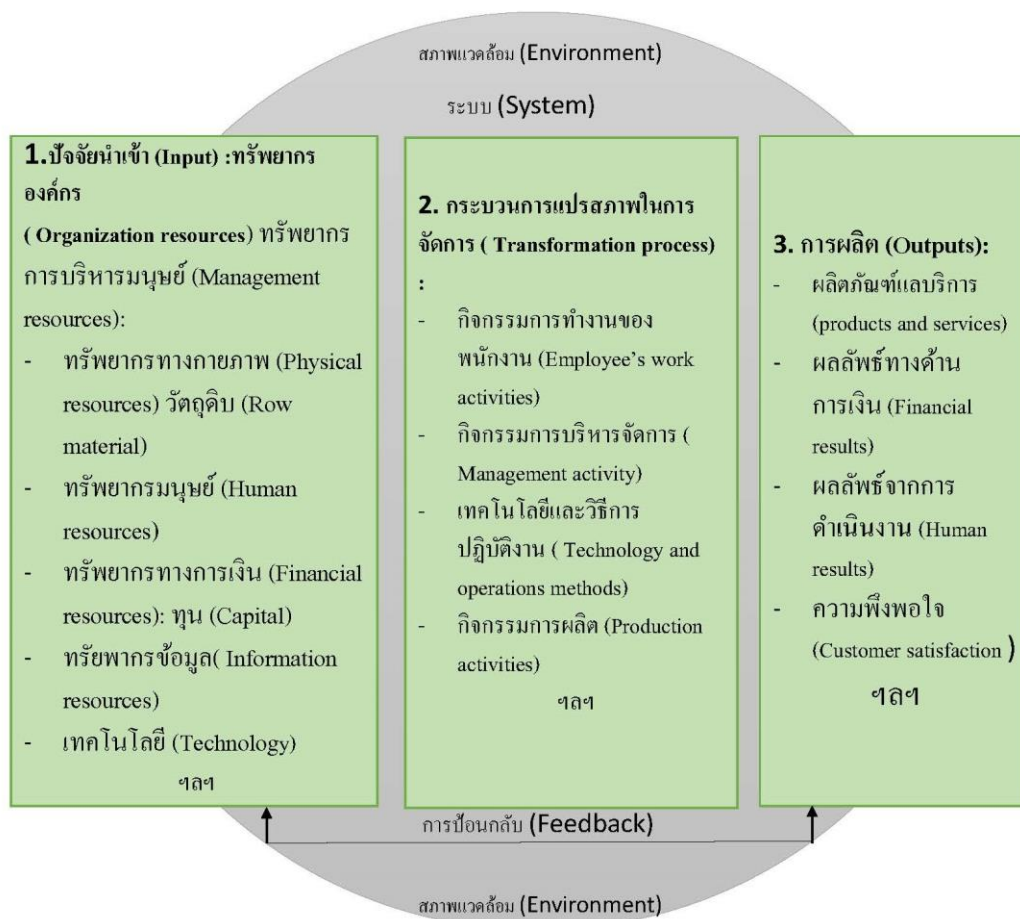 สภาพแวดล้อม (Environment)
ระบบ (System)
1.ปัจจัยนำเข้า (Input) :ทรัพยากร
องค์กร
( Organization resources) ทรัพยากร
การบริหารมนุษย์ (Management
resources):
- ทรัพยากรทางกายภาพ (Physical
resources) วัตถุดิบ (Row
material)
- ทรัพยากรมนุษย์ (Human
resources)
- ทรัพยากรทางการเงิน (Financial
resources): ทุน (Capital)
- ทรัยพากรข้อมูล( Information
resources)
- เทคโนโลยี (Technology)
ฯลฯ
2. กระบวนการแปรสภาพในการ
จัดการ ( Transformation process)
:
- กิจกรรมการทำงานของ
พนักงาน (Employee’s work
activities)
- กิจกรรมการบริหารจัดการ (
Management activity)
- เทคโนโลยีและวิธีการ
ปฏิบัติงาน ( Technology and
operations methods)
- กิจกรรมการผลิต (Production
activities)
ฯลฯ
3. การผลิต (Outputs):
- ผลิตภัณฑ์แลบริการ
(products and services)
- ผลลัพธ์ทางด้าน
การเงิน (Financial
results)
- ผลลัพธ์จากการ
ดำเนินงาน (Human
results)
- ความพึงพอใจ
(Customer satisfaction )
ฯลฯ
การป้อนกลับ (Feedback)
สภาพแวดล้อม (Environment)